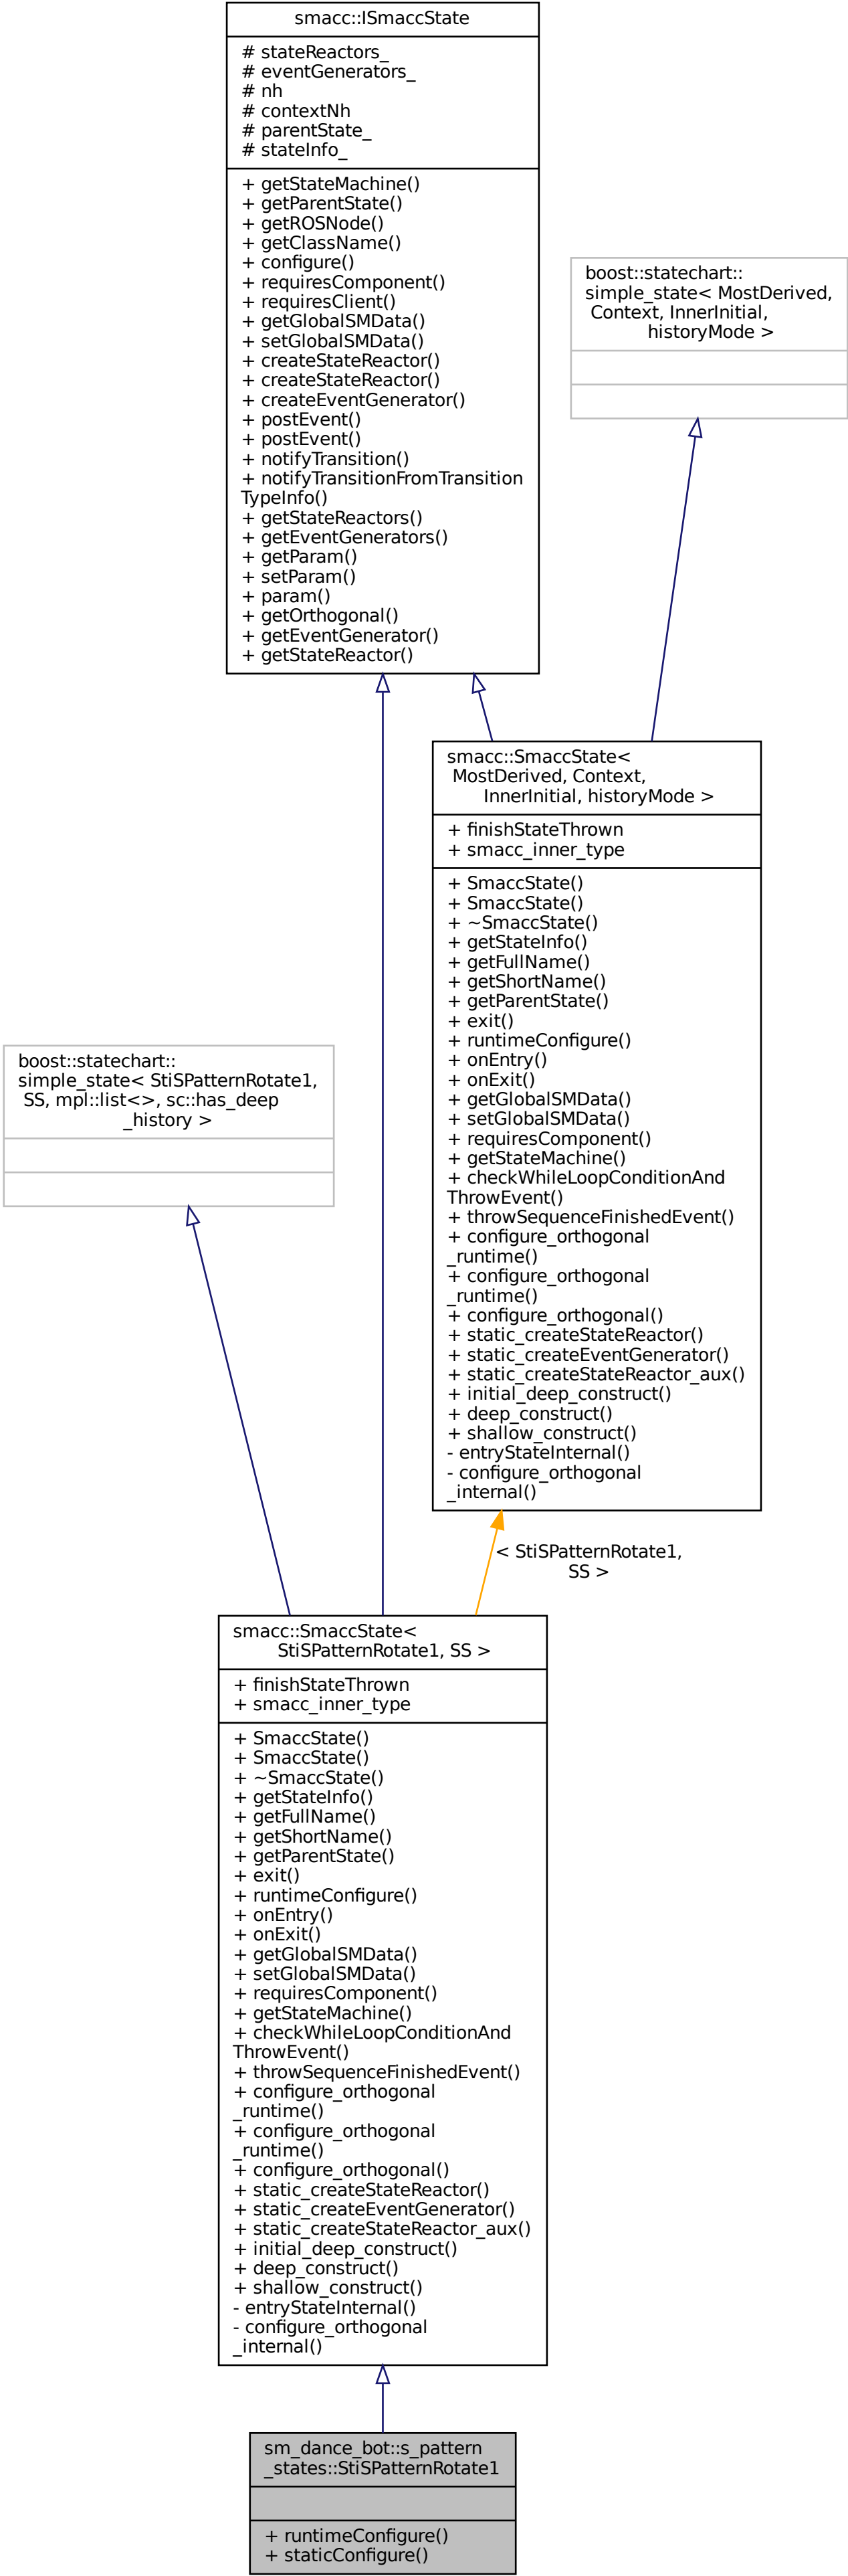 smacc::ISmaccState
# stateReactors_
# eventGenerators_
# nh
# contextNh
# parentState_
# stateInfo_
+ getStateMachine()
+ getParentState()
+ getROSNode()
+ getClassName()
+ configure()
+ requiresComponent()
+ requiresClient()
+ getGlobalSMData()
+ setGlobalSMData()
+ createStateReactor()
+ createStateReactor()
+ createEventGenerator()
+ postEvent()
+ postEvent()
+ notifyTransition()
+ notifyTransitionFromTransition
TypeInfo()
+ getStateReactors()
+ getEventGenerators()
+ getParam()
+ setParam()
+ param()
+ getOrthogonal()
+ getEventGenerator()
+ getStateReactor()
boost::statechart::
simple_state< MostDerived,
Context, InnerInitial,
historyMode >
smacc::SmaccState<
MostDerived, Context,
InnerInitial, historyMode >
+ finishStateThrown
+ smacc_inner_type
+ SmaccState()
+ SmaccState()
+ ~SmaccState()
+ getStateInfo()
+ getFullName()
+ getShortName()
+ getParentState()
+ exit()
+ runtimeConfigure()
+ onEntry()
+ onExit()
+ getGlobalSMData()
+ setGlobalSMData()
+ requiresComponent()
+ getStateMachine()
+ checkWhileLoopConditionAnd
ThrowEvent()
+ throwSequenceFinishedEvent()
+ configure_orthogonal
_runtime()
+ configure_orthogonal
_runtime()
+ configure_orthogonal()
+ static_createStateReactor()
+ static_createEventGenerator()
+ static_createStateReactor_aux()
+ initial_deep_construct()
+ deep_construct()
+ shallow_construct()
- entryStateInternal()
- configure_orthogonal
_internal()
boost::statechart::
simple_state< StiSPatternRotate1,
SS, mpl::list<>, sc::has_deep
_history >
< StiSPatternRotate1,
SS >
smacc::SmaccState<
StiSPatternRotate1, SS >
+ finishStateThrown
+ smacc_inner_type
+ SmaccState()
+ SmaccState()
+ ~SmaccState()
+ getStateInfo()
+ getFullName()
+ getShortName()
+ getParentState()
+ exit()
+ runtimeConfigure()
+ onEntry()
+ onExit()
+ getGlobalSMData()
+ setGlobalSMData()
+ requiresComponent()
+ getStateMachine()
+ checkWhileLoopConditionAnd
ThrowEvent()
+ throwSequenceFinishedEvent()
+ configure_orthogonal
_runtime()
+ configure_orthogonal
_runtime()
+ configure_orthogonal()
+ static_createStateReactor()
+ static_createEventGenerator()
+ static_createStateReactor_aux()
+ initial_deep_construct()
+ deep_construct()
+ shallow_construct()
- entryStateInternal()
- configure_orthogonal
_internal()
sm_dance_bot::s_pattern
_states::StiSPatternRotate1
+ runtimeConfigure()
+ staticConfigure()